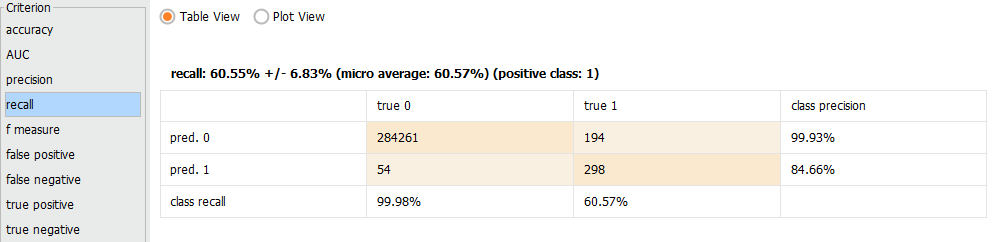 Criterion
accuracy
AUC
precision
recall
f measure
false positive
false negative
true positive
true negative
Table View Plot View
recall: 60.55% +/- 6.83% (micro average: 60.57%) (positive class: 1)
true 0 true 1 class precision
pred. 0 284261 194 99.93%
pred. 1 54 298 84.66%
class recall 99.98% 60.57%